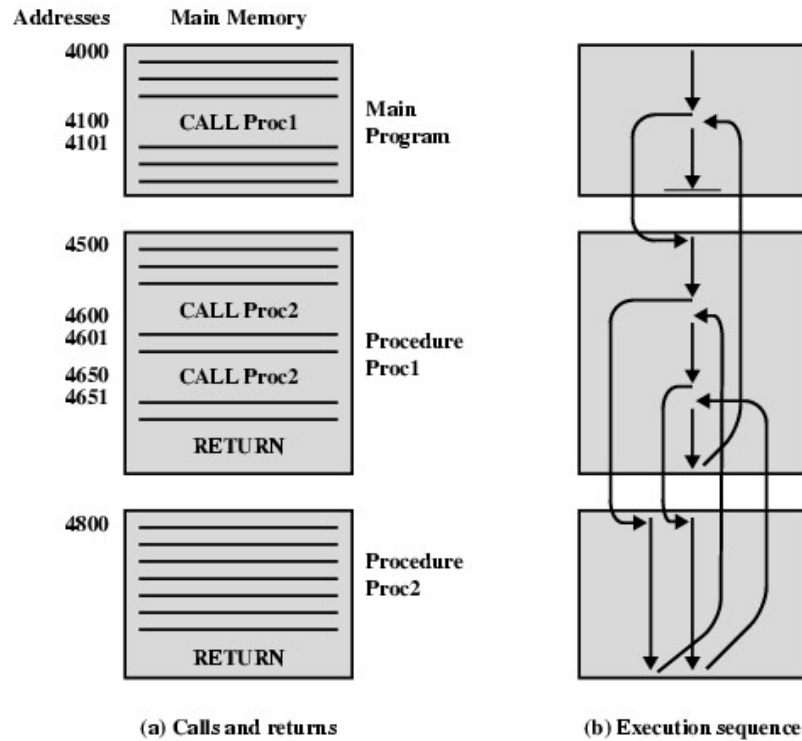 Addresses Main Memory
4000
4100 CALL Proc1
4101
Main
Program
4500
4600 CALL Proc2
4601
4650 CALL Proc2
4651
RETURN
Procedure
Proc1
4800
RETURN
Procedure
Proc2
(a) Calls and returns
(b) Execution sequence